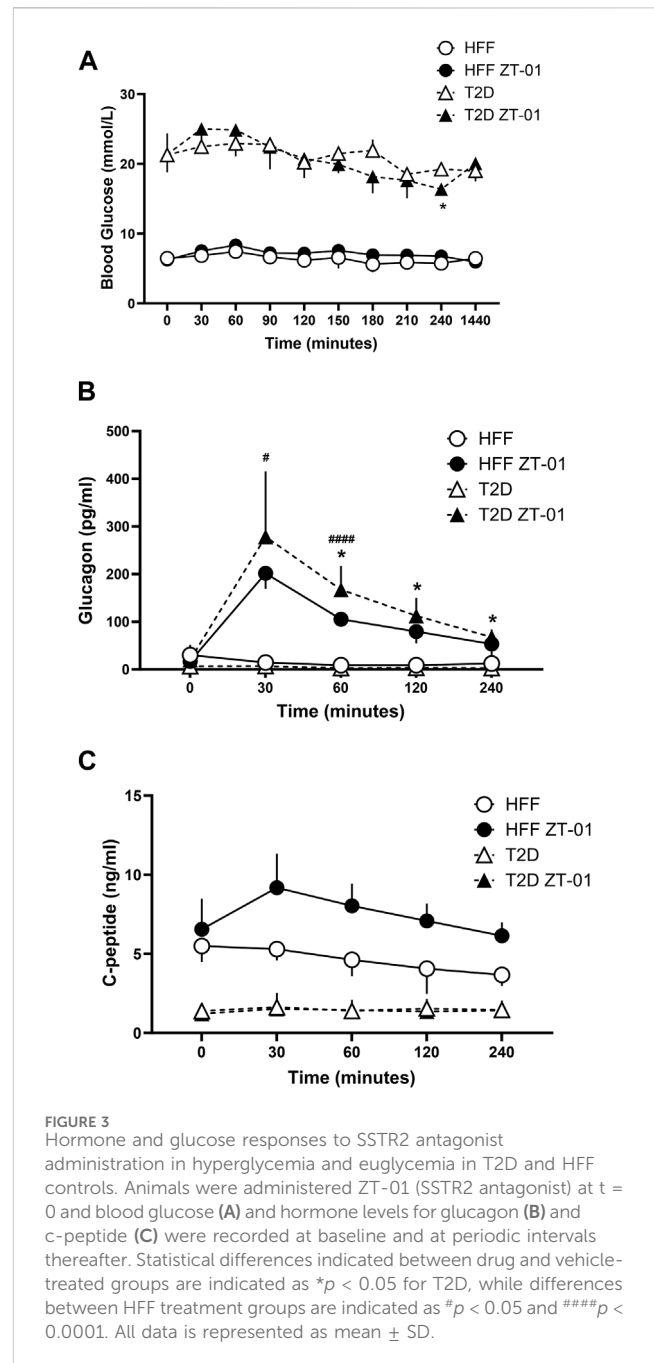 A
HFF
HFF ZT-01
T2D
T2D ZT-01
Blood Glucose (mmol/L)
30
20
10
0
*
0 30 60 90 120 150 180 210 240 1440
Time (minutes)
B
HFF
HFF ZT-01
T2D
T2D ZT-01
Glucagon (pg/ml)
500
400
300
200
100
0
#
####
*
*
*
0 30 60 120 240
Time (minutes)
C
HFF
HFF ZT-01
T2D
T2D ZT-01
C-peptide (ng/ml)
15
10
5
0
0 30 60 120 240
Time (minutes)
FIGURE 3
Hormone and glucose responses to SSTR2 antagonist
administration in hyperglycemia and euglycemia in T2D and HFF
controls. Animals were administered ZT-01 (SSTR2 antagonist) at t =
0 and blood glucose (A) and hormone levels for glucagon (B) and
c-peptide (C) were recorded at baseline and at periodic intervals
thereafter. Statistical differences indicated between drug and vehicle-
treated groups are indicated as *p < 0.05 for T2D, while differences
between HFF treatment groups are indicated as #p < 0.05 and ####p <
0.0001. All data is represented as mean ± SD.